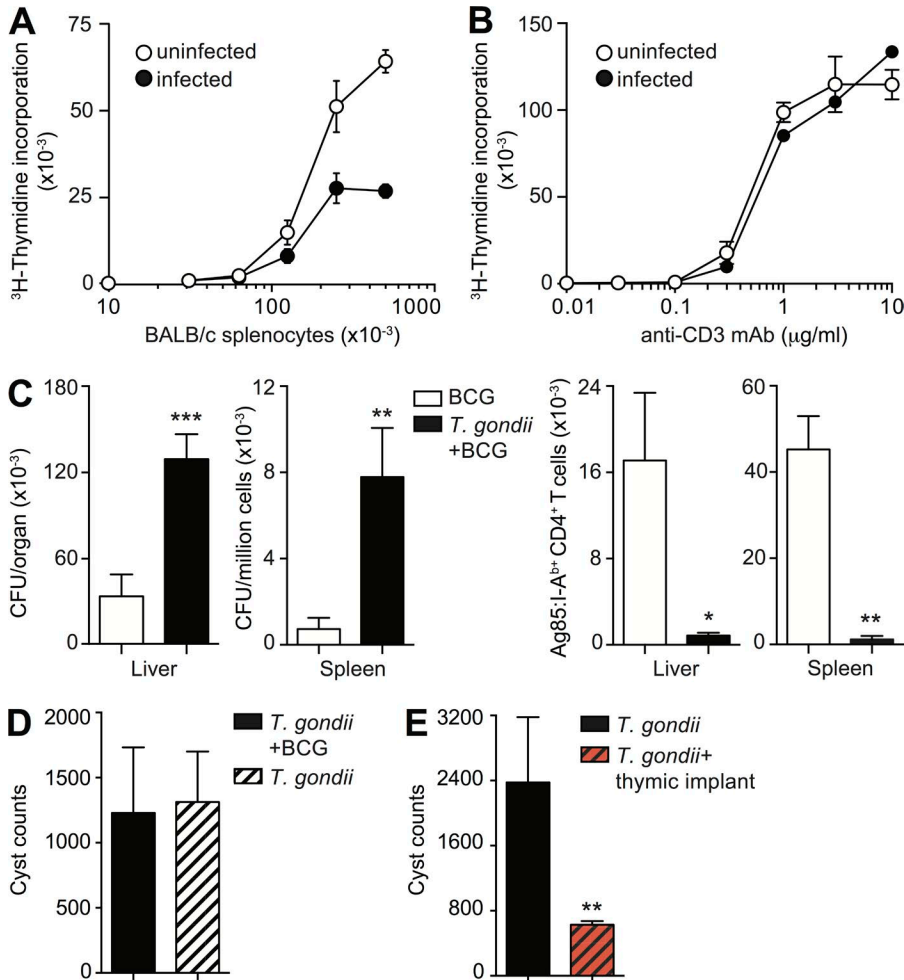 A
75
50
25
0
³H-Thymidine incorporation
(x10⁻³)
uninfected
infected
10
100
1000
BALB/c splenocytes (x10⁻³)
B
150
100
50
0
³H-Thymidine incorporation
(x10⁻³)
uninfected
infected
0.01
0.1
1
10
anti-CD3 mAb (µg/ml)
C
180
120
60
0
CFU/organ (x10⁻³)
***
Liver
12
8
4
0
CFU/million cells (x10⁻³)
**
Spleen
BCG
T. gondii
+BCG
24
16
8
0
Ag85:I-Aᵇ⁺ CD4⁺ T cells (x10⁻³)
*
Liver
60
40
20
0
**
Spleen
D
2000
1500
1000
500
0
Cyst counts
T. gondii
+BCG
T. gondii
E
3200
2400
1600
800
0
Cyst counts
**
T. gondii
T. gondii+
thymic implant